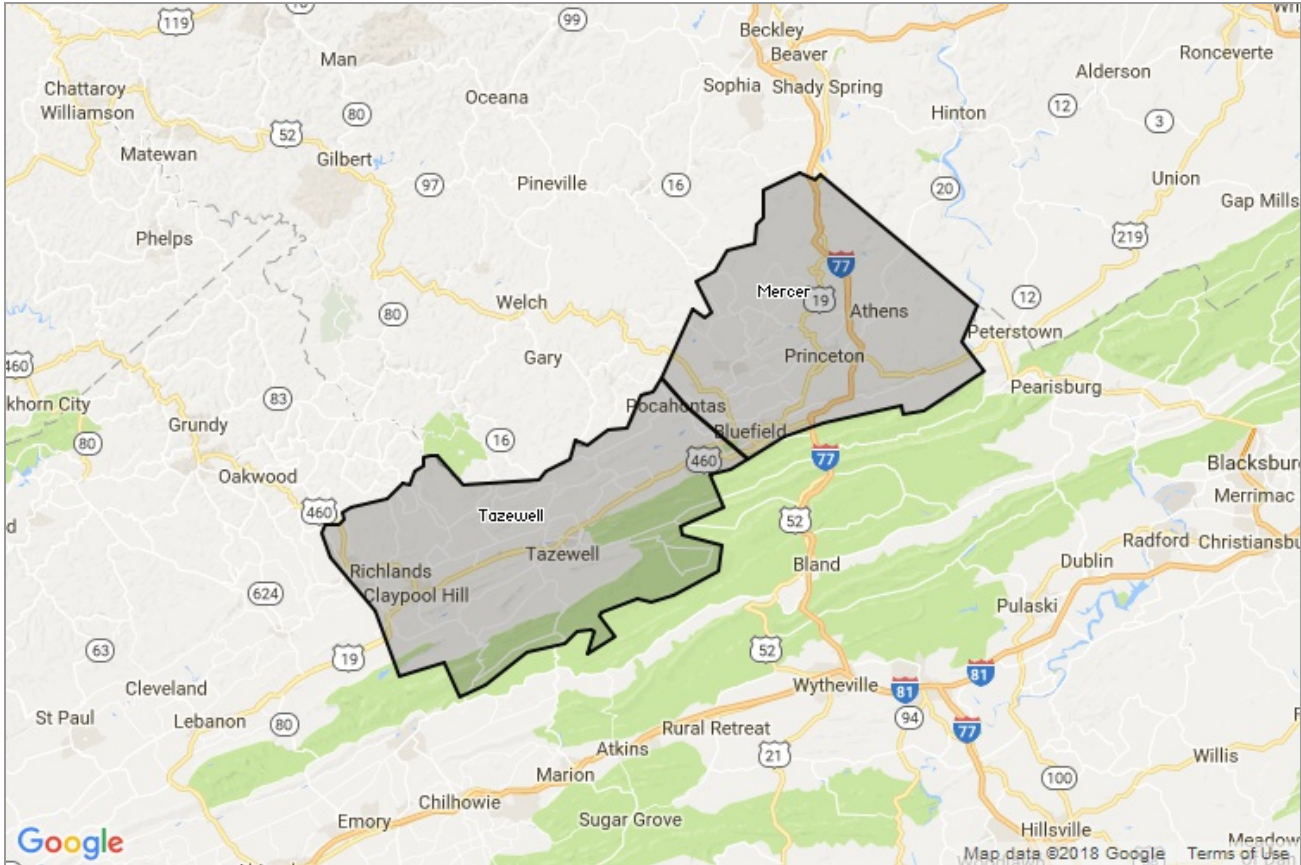 119
99
Beckley
Beaver
Ronceverte
Man
Alderson
Chattaroy
Sophia
Shady Spring
Oceana
Williamson
80
Hinton
12
3
52
Matewan
Gilbert
97
Pineville
16
20
Union
Gap Mills
Phelps
219
77
Mercer
19
12
Welch
80
Athens
Peterstown
Gary
Princeton
460
Pearisburg
83
khorn City
Pocahontas
Grundy
Bluefield
80
16
460
77
Oakwood
Blacksbur
Merrimac
460
Tazewell
52
d
Tazewell
Radford
Christiansbu
Bland
Dublin
Richlands
Claypool Hill
624
Pulaski
63
19
52
81
Cleveland
Wytheville
81
St Paul
Lebanon
80
94
Rural Retreat
77
Atkins
21
Willis
Marion
100
Chilhowie
Emory
Sugar Grove
Hillsville
Google
Meadow
Map data ©2018 Google
Terms of Use